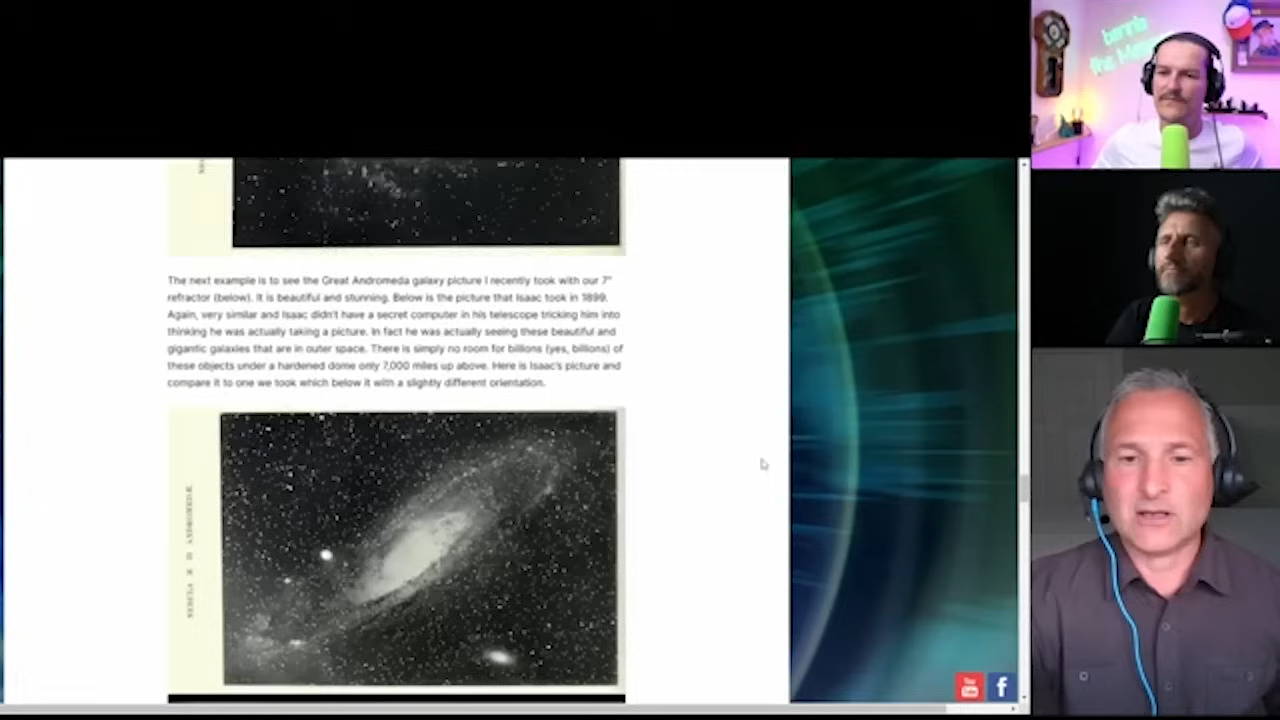 The next example is to see the Great Andromeda galaxy picture I recently took with our 7"
refractor (below). It is beautiful and stunning. Below is the picture that Isaac took in 1899.
Again, very similar and Isaac didn't have a secret computer in his telescope tricking him into
thinking he was actually taking a picture. In fact he was actually seeing these beautiful and
gigantic galaxies that are in outer space. There is simply no room for billions (yes, billions) of
these objects under a hardened dome only 7,000 miles up above. Here is Isaac's picture and
compare it to one we took which below it with a slightly different orientation.
NEBULA M 31 ANDROMEDÆ
You
f